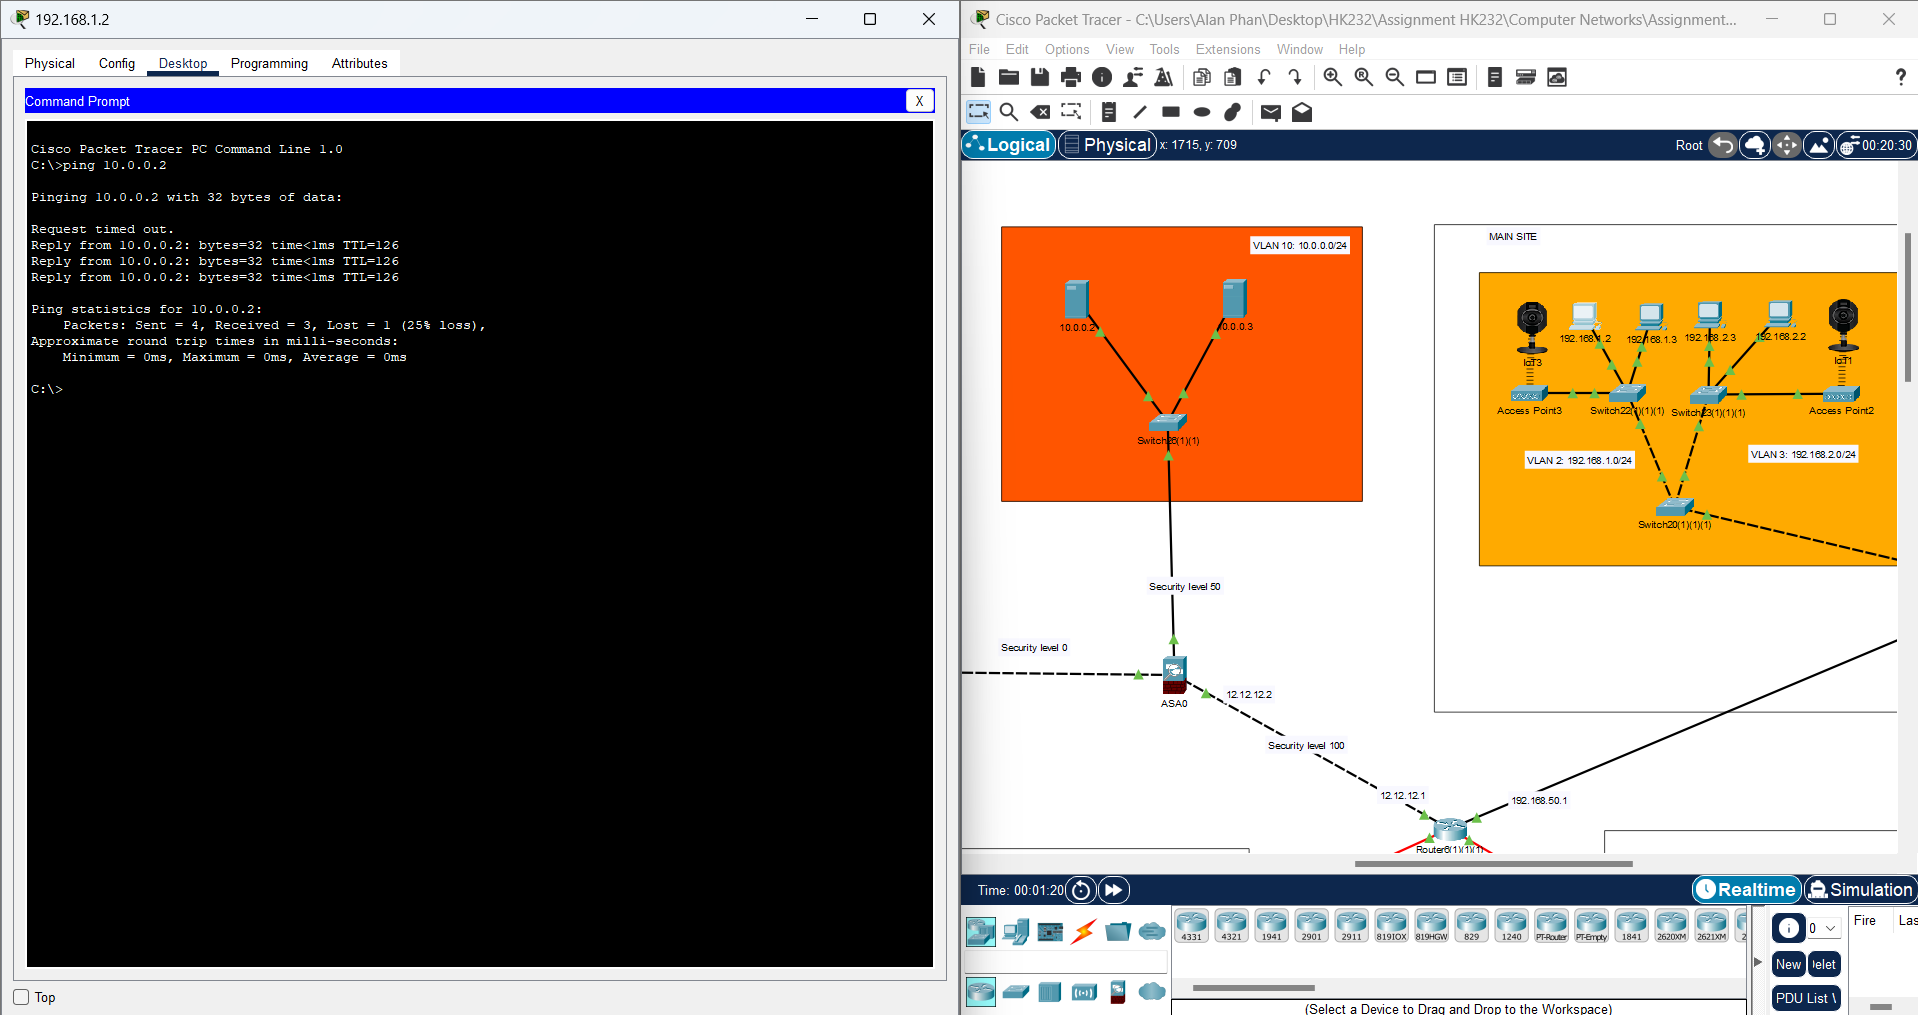 192.168.1.2
Physical Config Desktop Programming Attributes
Command Prompt X
Cisco Packet Tracer PC Command Line 1.0
C:\>ping 10.0.0.2
Pinging 10.0.0.2 with 32 bytes of data:
Request timed out.
Reply from 10.0.0.2: bytes=32 time<1ms TTL=126
Reply from 10.0.0.2: bytes=32 time<1ms TTL=126
Reply from 10.0.0.2: bytes=32 time<1ms TTL=126
Ping statistics for 10.0.0.2:
Packets: Sent = 4, Received = 3, Lost = 1 (25% loss),
Approximate round trip times in milli-seconds:
Minimum = 0ms, Maximum = 0ms, Average = 0ms
C:\>
Top
Cisco Packet Tracer - C:\Users\Alan Phan\Desktop\HK232\Assignment HK232\Computer Networks\Assignment...
File Edit Options View Tools Extensions Window Help
Logical Physical x: 1715, y: 709 Root 00:20:30
VLAN 10: 10.0.0.0/24
10.0.0.2
0.0.0.3
Switch26(1)(1)
MAIN SITE
192.168.1.2
192.168.1.3
192.168.2.3
192.168.2.2
IoT3
IoT1
Access Point3
Switch22(1)(1)(1)
Switch23(1)(1)(1)
Access Point2
VLAN 2: 192.168.1.0/24
VLAN 3: 192.168.2.0/24
Switch20(1)(1)(1)
Security level 50
Security level 0
ASA0
12.12.12.2
Security level 100
12.12.12.1
192.168.50.1
Router6(1)(1)(1)
Time: 00:01:20 Realtime Simulation
4331 4321 1941 2901 2911 819IOX 819HGW 829 1240 PT-Router PT-Empty 1841 2620XM 2621XM 2
0
Fire Las
New elet
PDU List
(Select a Device to Drag and Drop to the Workspace)